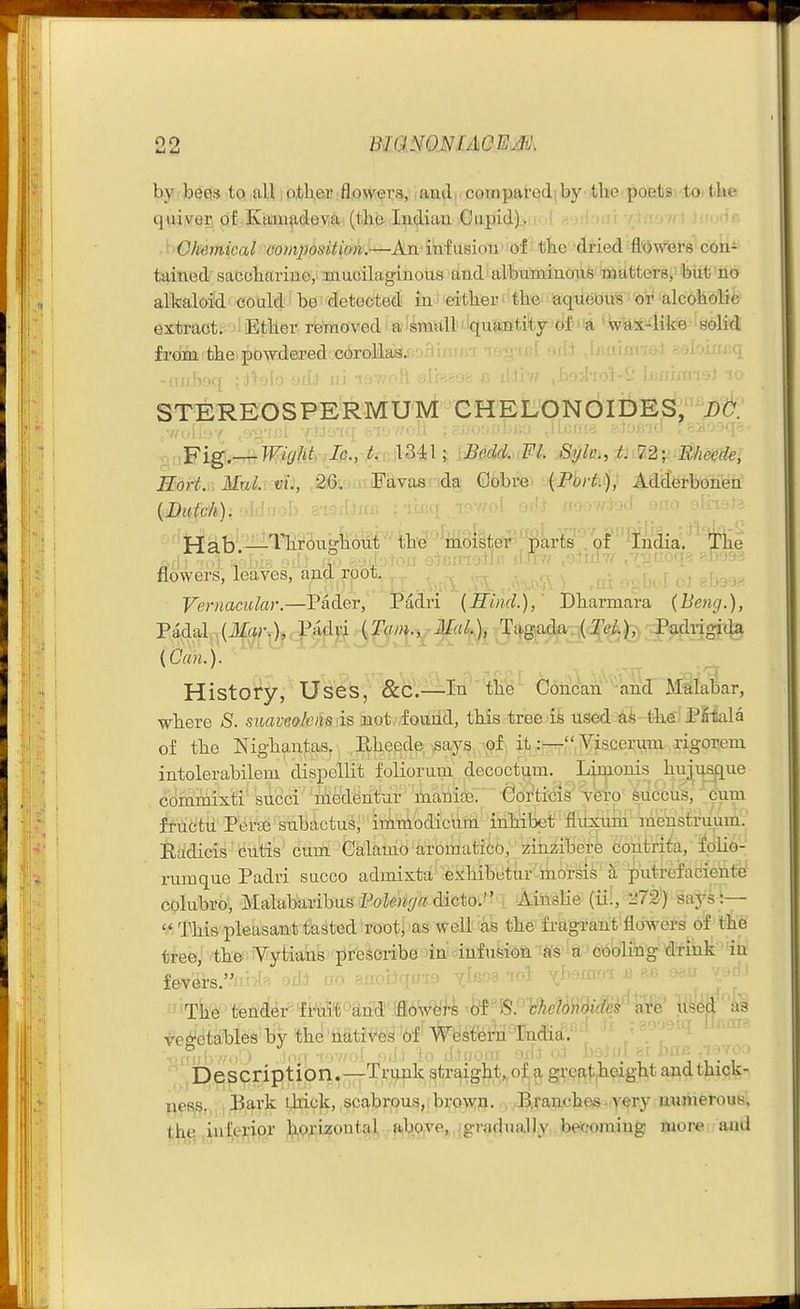 22 BIGNONIACEÆ.
by bees to all other flowers, and compared by the poets to the
quiver of Kamadeva (the Indian Cupid).
Chemical composition.—An infusion of the dried flowers con-
tained saccharine, mucilaginous and albuminous matters, but no
alkaloid could be detected in either the aqueous or alcoholic
extract. Ether removed a small quantity of a wax-like solid
from the powdered corollas.
STEREOSPERMUM CHELONOIDES, DC.
Fig.—Wight Ic., t. 1341; Bedd. Fl. Sylv., t. 72; Rheede,
Hort. Mal. vi., 26. Favas da Cobre (Port.), Adderbonen
(Dutch).
Hab.—Throughout the moister parts of India. The
flowers, leaves, and root.
Vernacular.—Páder, Pádri (Hind.), Dharmara (Beng.),
Pádal (Mar.), Pádri (Tam., Mal.), Tagada (Tel.), Padrigida
(Can.).
History, Uses, &c.—In the Concan and Malabar,
where S. suaveolens is not found, this tree is used as the Pátalá
of the Nighantas. Rheede says of it:—"Viscerum rigorem
intolerabilem dispellit foliorum decoctum. Limonis hujusque
commixti succi medentur maniæ. Corticis vero succus, cum
fructu Peræ subactus, immodicum inhibet fluxum menstruum.
Radicis cutis cum Calamo aromatico, zinzibere contrita, folio-
rumque Padri succo admixta exhibetur morsis à putrefaciente
colubro, Malabaribus Polenga dicto." Ainslie (ii., 272) says:—
"This pleasant tasted root, as well as the fragrant flowers of the
tree, the Vytians prescribe in infusion as a cooling drink in
fevers."
The tender fruit and flowers of S. chelonoides are used as
vegetables by the natives of Western India.
Description.—Trunk straight, of a great height and thick-
ness. Bark thick, scabrous, brown. Branches very numerous,
the inferior horizontal above, gradually becoming more and